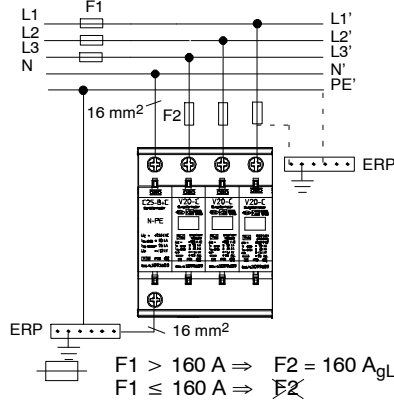 F1
L1 L1’
L2 L2’
L3 L3’
N N’
PE’
16 mm²
F2
ERP
C25-B+C V20-C V20-C V20-C
N-PE
ERP
16 mm²
F1 > 160 A ⇒ F2 = 160 AgL
F1 ≤ 160 A ⇒ F2